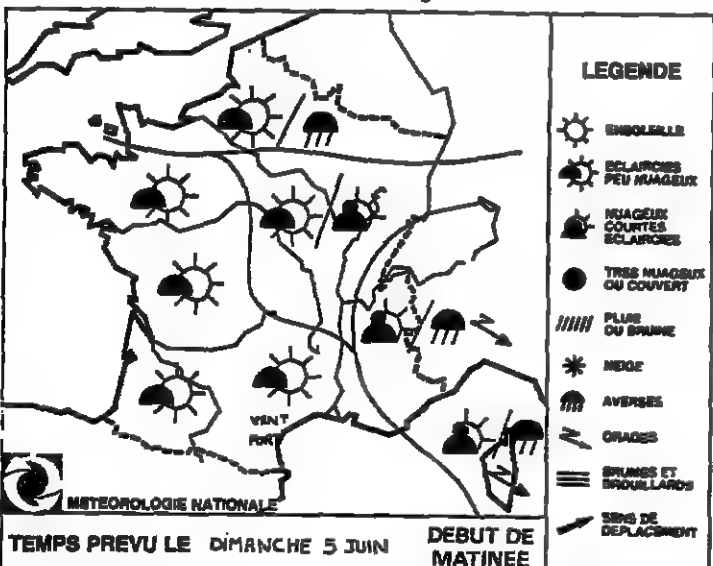 VENT
FORT
METEOROLOGIE NATIONALE
TEMPS PREVU LE DIMANCHE 5 JUIN
DEBUT DE
MATINEE
LEGENDE
ENSOLEILLE
ECLAIRCIES
PEU NUAGEUX
NUAGEUX
COURTES
ECLAIRCIES
TRES NUAGEUX
OU COUVERT
PLUIE
OU BRUINE
NEIGE
AVERSES
ORAGES
BRUMES ET
BROUILLARDS
SENS DE
DEPLACEMENT